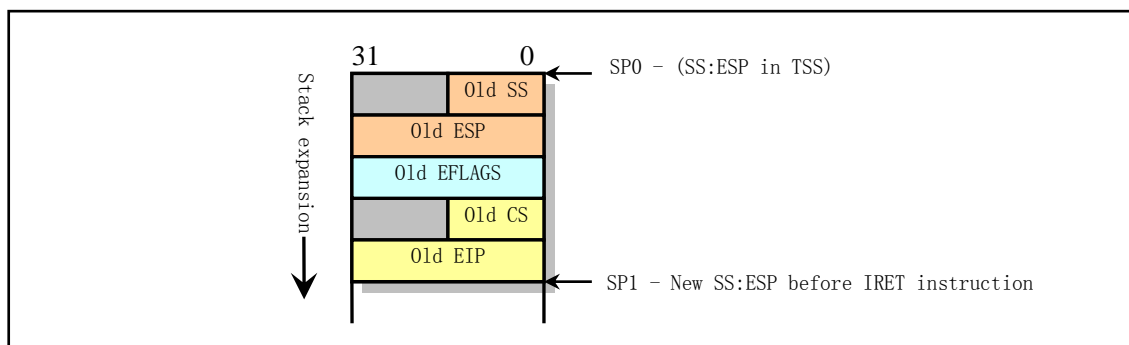 31 0
SP0 - (SS:ESP in TSS)
Old SS
Old ESP
Old EFLAGS
Old CS
Old EIP
Stack expansion
SP1 - New SS:ESP before IRET instruction